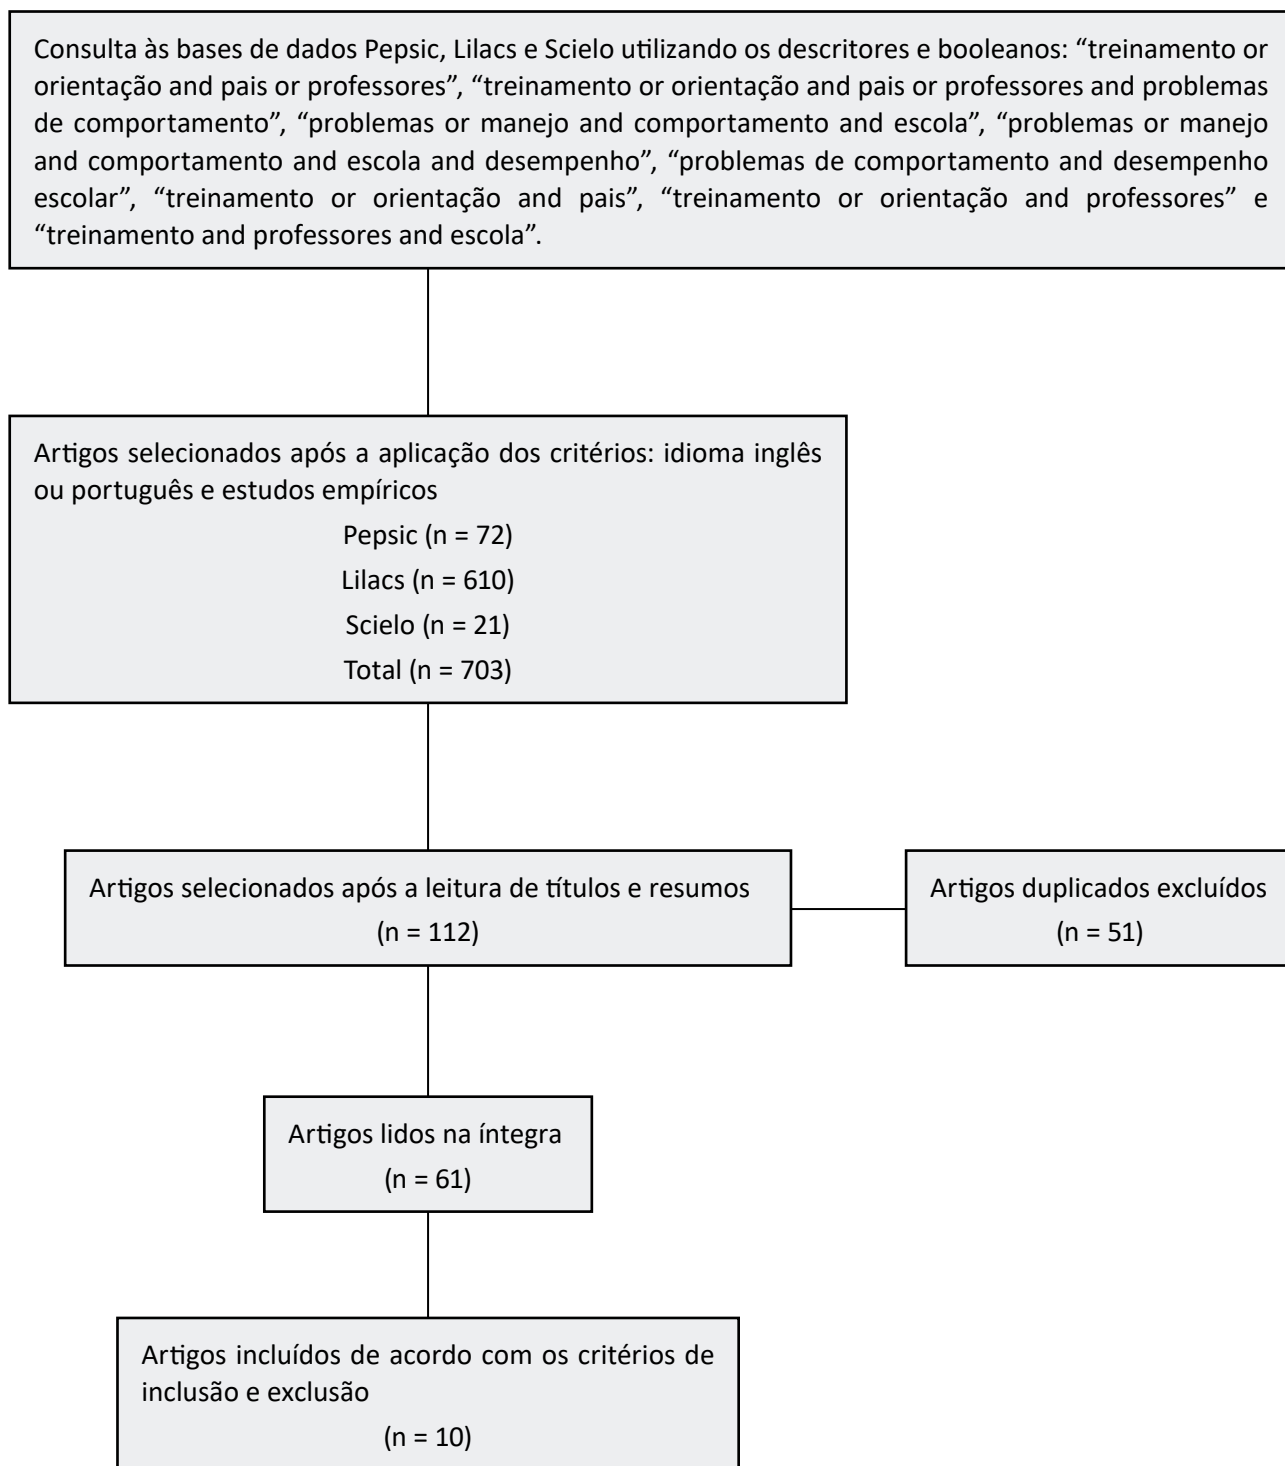 Consulta às bases de dados Pepsic, Lilacs e Scielo utilizando os descritores e booleanos: “treinamento or
orientação and pais or professores”, “treinamento or orientação and pais or professores and problemas
de comportamento”, “problemas or manejo and comportamento and escola”, “problemas or manejo
and comportamento and escola and desempenho”, “problemas de comportamento and desempenho
escolar”, “treinamento or orientação and pais”, “treinamento or orientação and professores” e
“treinamento and professores and escola”.
Artigos selecionados após a aplicação dos critérios: idioma inglês
ou português e estudos empíricos
Pepsic (n = 72)
Lilacs (n = 610)
Scielo (n = 21)
Total (n = 703)
Artigos selecionados após a leitura de títulos e resumos
(n = 112)
Artigos duplicados excluídos
(n = 51)
Artigos lidos na íntegra
(n = 61)
Artigos incluídos de acordo com os critérios de
inclusão e exclusão
(n = 10)